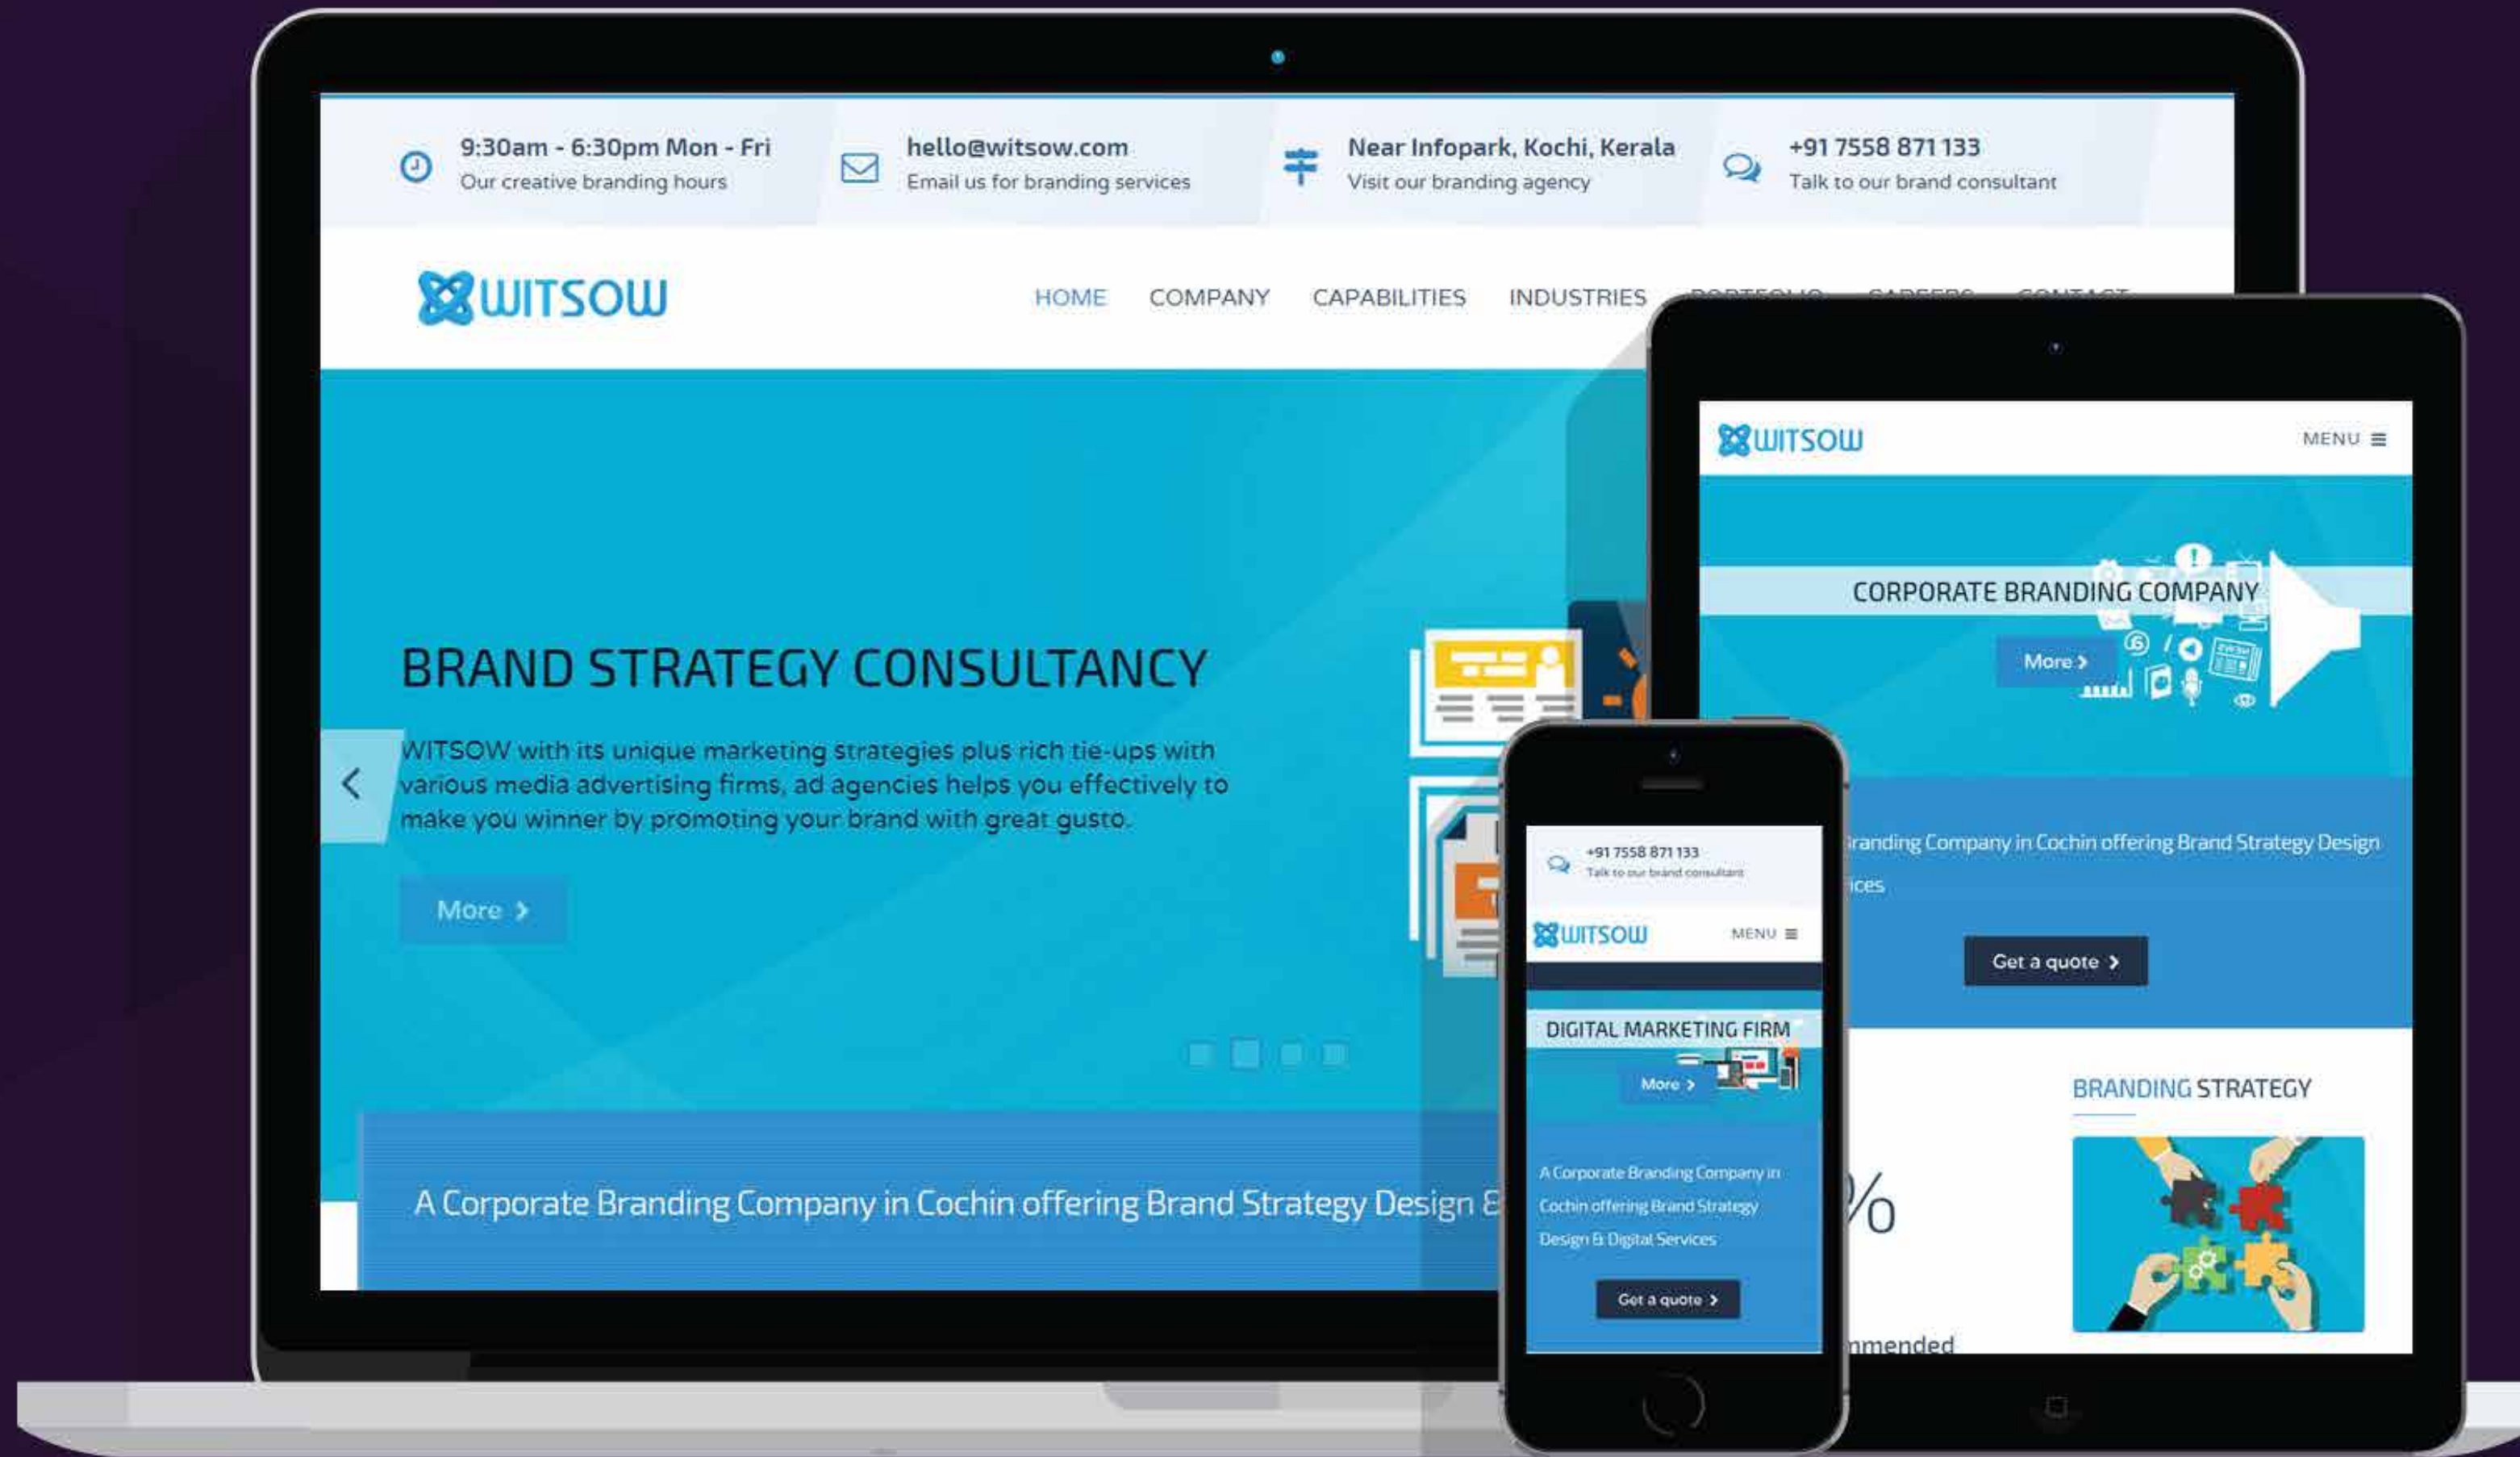 9:30am - 6:30pm Mon - Fri
Our creative branding hours
hello@witsow.com
Email us for branding services
Near Infopark, Kochi, Kerala
Visit our branding agency
+91 7558 871 133
Talk to our brand consultant
WITSOW
HOME COMPANY CAPABILITIES INDUSTRIES PORTFOLIO CAREERS CONTACT
BRAND STRATEGY CONSULTANCY
WITSOW with its unique marketing strategies plus rich tie-ups with
various media advertising firms, ad agencies helps you effectively to
make you winner by promoting your brand with great gusto.
More
A Corporate Branding Company in Cochin offering Brand Strategy Design &
WITSOW
MENU
CORPORATE BRANDING COMPANY
More
NEWS
Branding Company in Cochin offering Brand Strategy Design
Get a quote
%
BRANDING STRATEGY
+91 7558 871 133
Talk to our brand consultant
WITSOW
MENU
DIGITAL MARKETING FIRM
More
A Corporate Branding Company in
Cochin offering Brand Strategy
Design & Digital Services
Get a quote